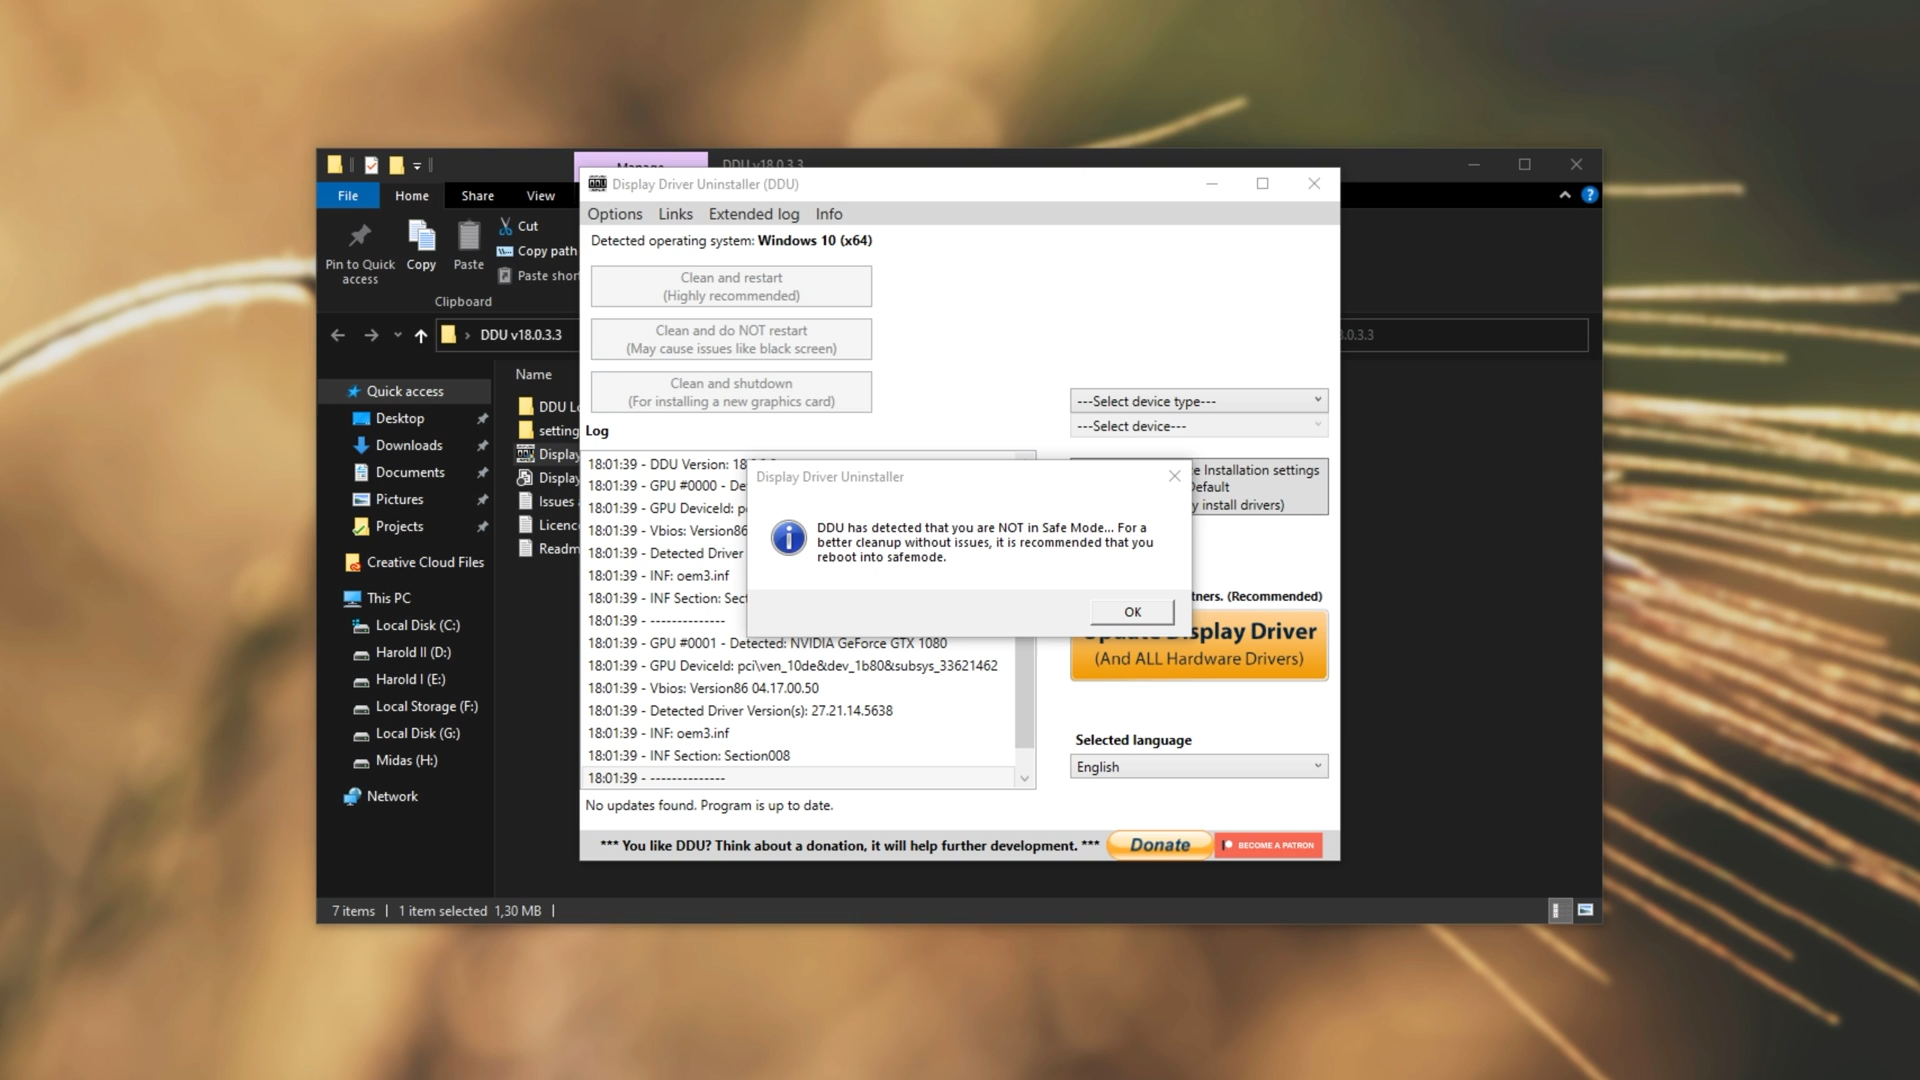 DDU v18.0.3.3
File
Home
Share
View
Pin to Quick
access
Copy
Paste
Cut
Copy path
Paste
Clipboard
DDU v18.0.3.3
Name
DDU
Issues
Quick access
Desktop
Downloads
Documents
Pictures
Projects
Creative Cloud Files
This PC
Local Disk (C:)
Harold II (D:)
Harold I (E:)
Local Storage (F:)
Local Disk (G:)
Midas (H:)
Network
7 items
1 item selected 1,30 MB
Display Driver Uninstaller (DDU)
Options Links Extended log Info
Detected operating system: Windows 10 (x64)
Clean and restart
(Highly recommended)
Clean and do NOT restart
(May cause issues like black screen)
Clean and shutdown
(For installing a new graphics card)
---Select device type---
---Select device---
Log
18:01:39 - DDU Version:
18:01:39 - GPU #0000 -
18:01:39 - GPU DeviceId:
18:01:39 - Vbios: Version86
18:01:39 - Detected Driver
18:01:39 - INF: oem3.inf
18:01:39 - INF Section:
18:01:39 - --------------
18:01:39 - GPU #0001 - Detected: NVIDIA GeForce GTX 1080
18:01:39 - GPU DeviceId: pci\ven_10de&dev_1b80&subsys_33621462
18:01:39 - Vbios: Version86 04.17.00.50
18:01:39 - Detected Driver Version(s): 27.21.14.5638
18:01:39 - INF: oem3.inf
18:01:39 - INF Section: Section008
18:01:39 - --------------
No updates found. Program is up to date.
Installation settings
install drivers)
(Recommended)
Display Driver
(And ALL Hardware Drivers)
Selected language
English
*** You like DDU? Think about a donation, it will help further development. ***
Donate
BECOME A PATRON
Display Driver Uninstaller
DDU has detected that you are NOT in Safe Mode... For a
better cleanup without issues, it is recommended that you
reboot into safemode.
OK